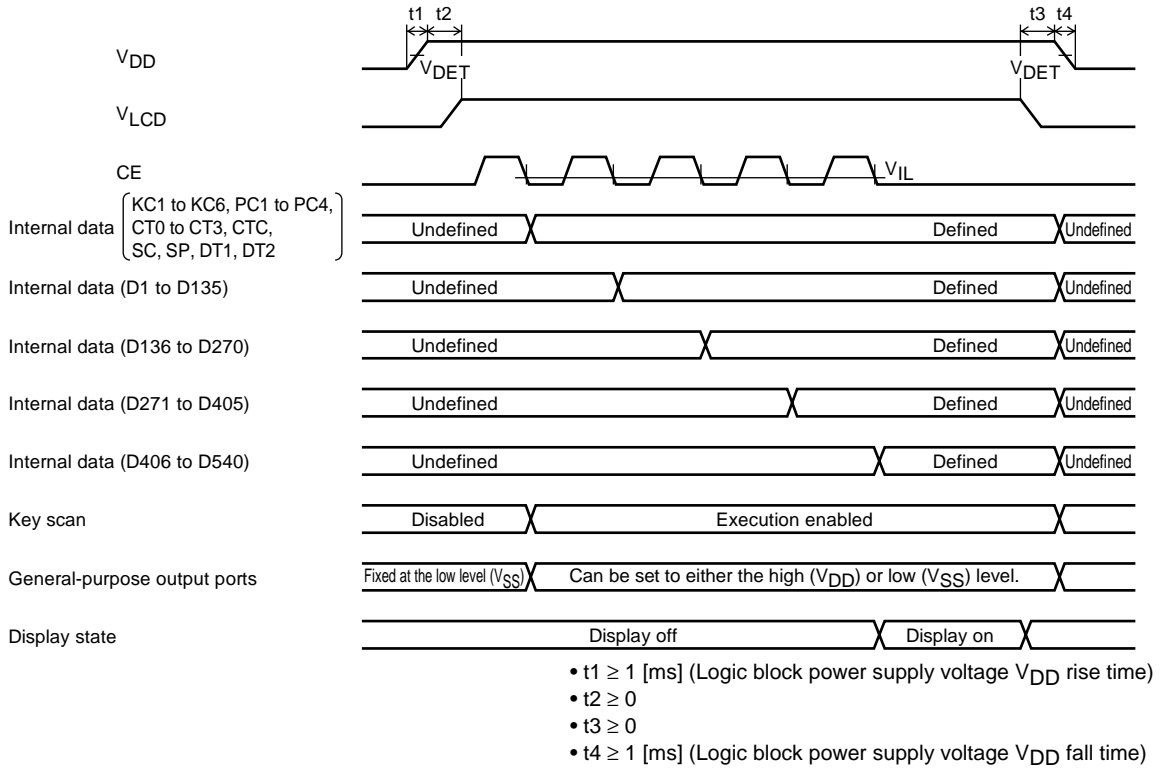 t1 t2 t3 t4
VDD
VDET VDET
VLCD
CE
VIL
Internal data
KC1 to KC6, PC1 to PC4,
CT0 to CT3, CTC,
SC, SP, DT1, DT2
Undefined Defined Undefined
Internal data (D1 to D135) Undefined Defined Undefined
Internal data (D136 to D270) Undefined Defined Undefined
Internal data (D271 to D405) Undefined Defined Undefined
Internal data (D406 to D540) Undefined Defined Undefined
Key scan Disabled Execution enabled
General-purpose output ports Fixed at the low level (VSS) Can be set to either the high (VDD) or low (VSS) level.
Display state Display off Display on
• t1 ≥ 1 [ms] (Logic block power supply voltage VDD rise time)
• t2 ≥ 0
• t3 ≥ 0
• t4 ≥ 1 [ms] (Logic block power supply voltage VDD fall time)